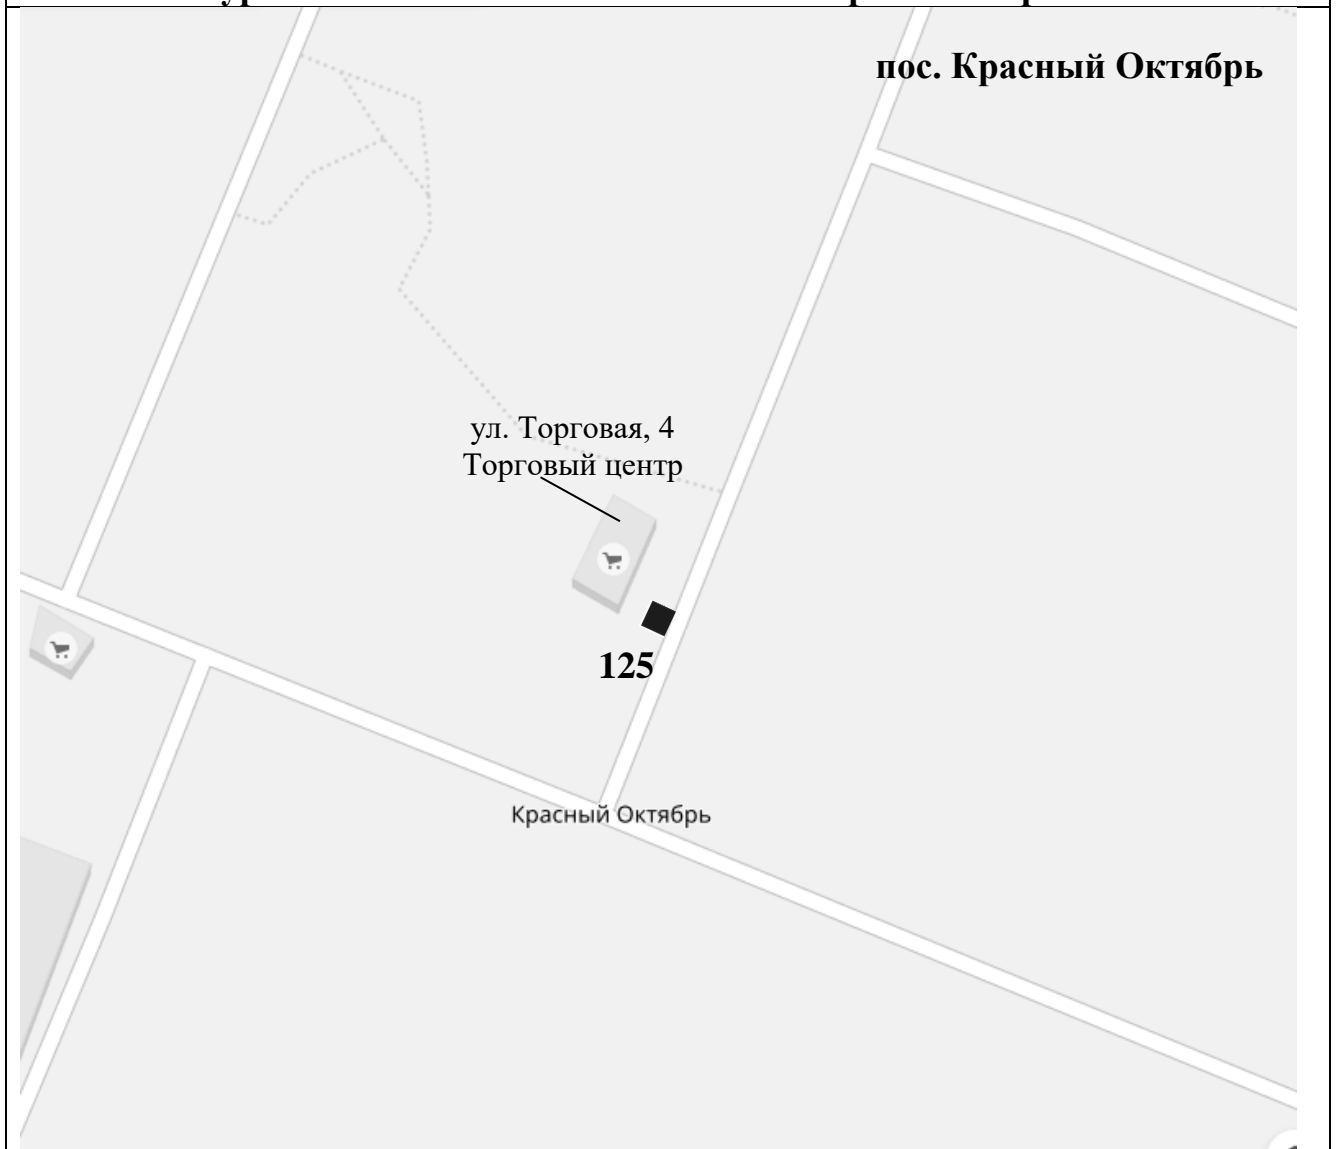 пос. Красный Октябрь
ул. Торговая, 4
Торговый центр
125
Красный Октябрь